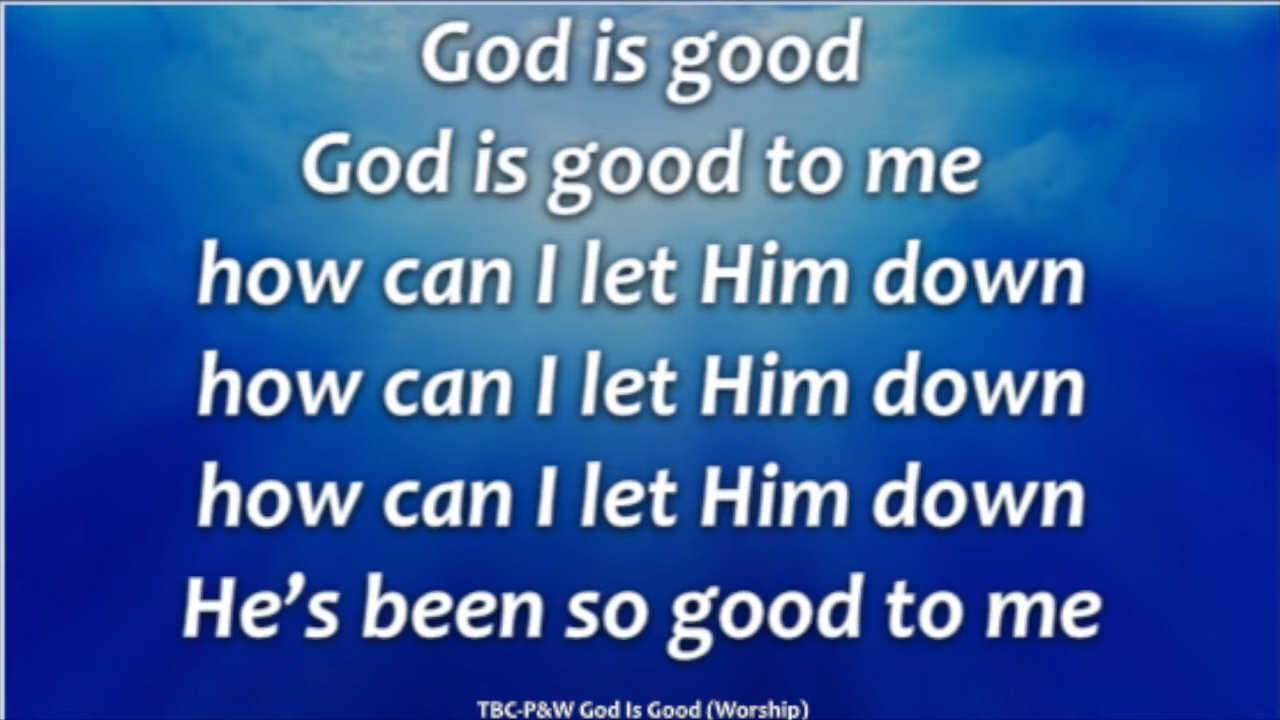 God is good
God is good to me
how can I let Him down
how can I let Him down
how can I let Him down
He’s been so good to me
TBC-P&W God Is Good (Worship)